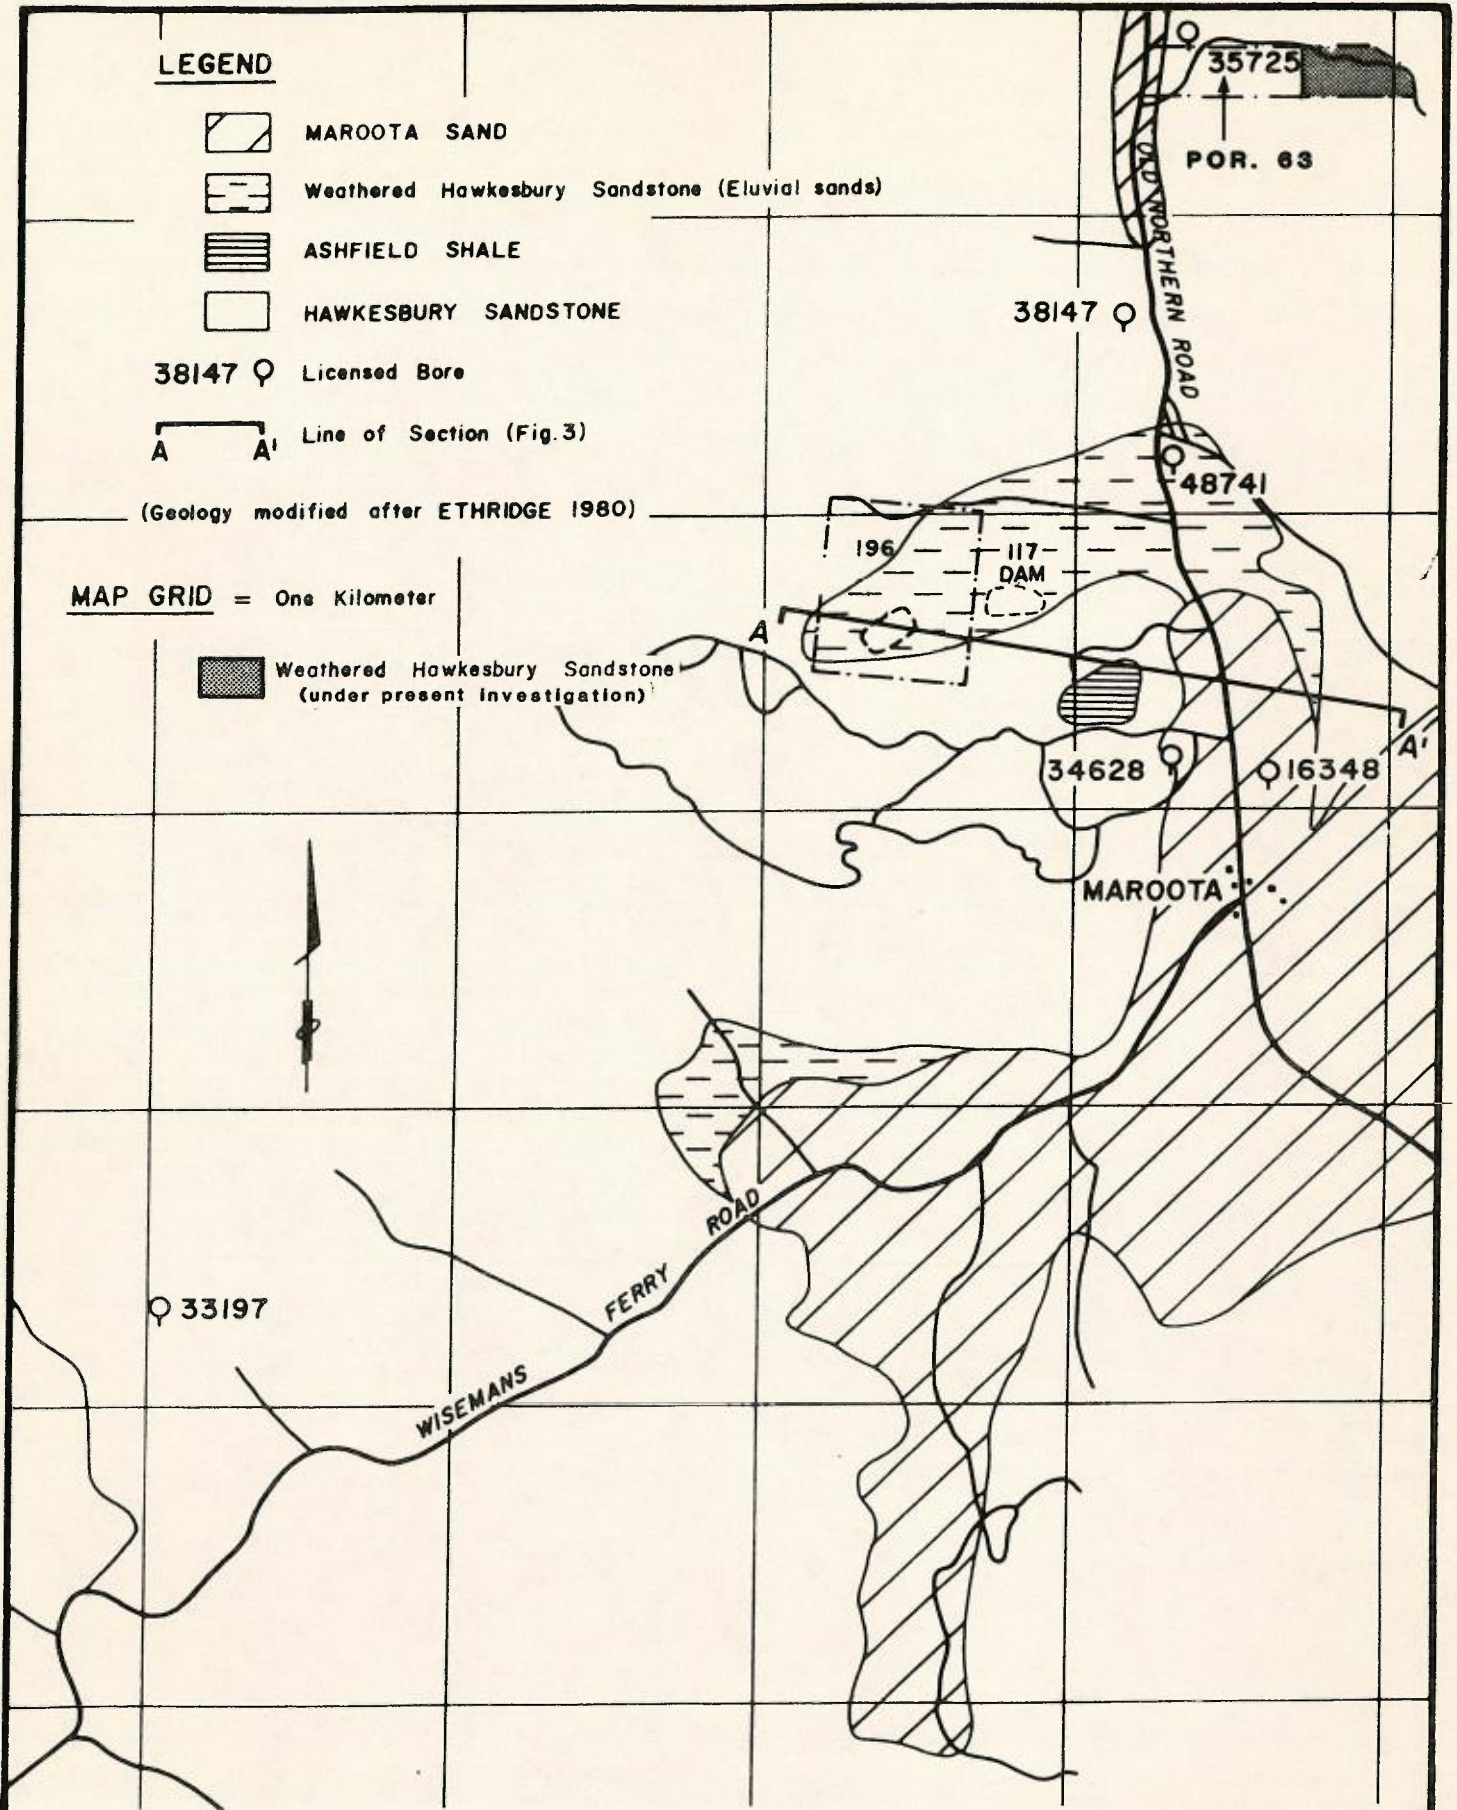 LEGEND
MAROOTA SAND
Weathered Hawkesbury Sandstone (Eluvial sands)
ASHFIELD SHALE
HAWKESBURY SANDSTONE
38147 Licensed Bore
A A' Line of Section (Fig.3)
(Geology modified after ETHRIDGE 1980)
MAP GRID = One Kilometer
Weathered Hawkesbury Sandstone
(under present investigation)
35725
POR. 63
OLD NORTHERN ROAD
38147
48741
196
117
DAM
A
A'
34628
16348
MAROOTA
WISEMANS FERRY ROAD
33197